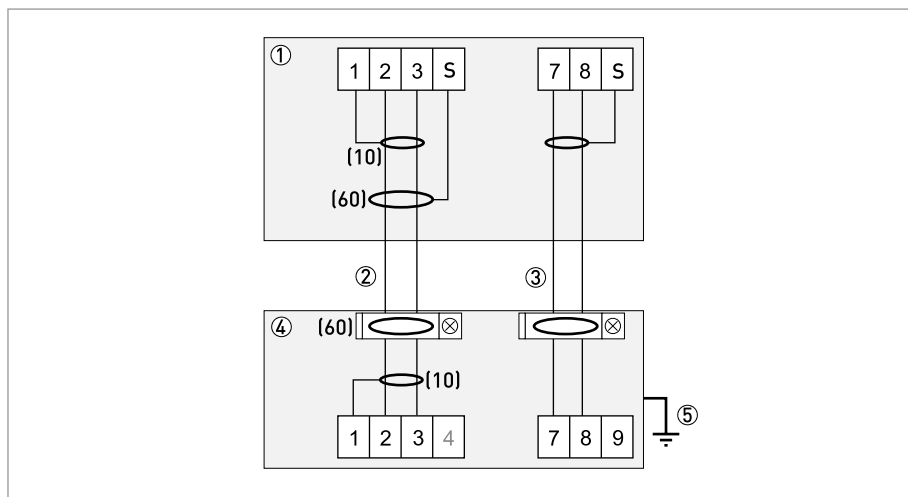 ①
1 2 3 S
7 8 S
(10)
(60)
②
③
④
(60)
(10)
1 2 3 4
7 8 9
⑤